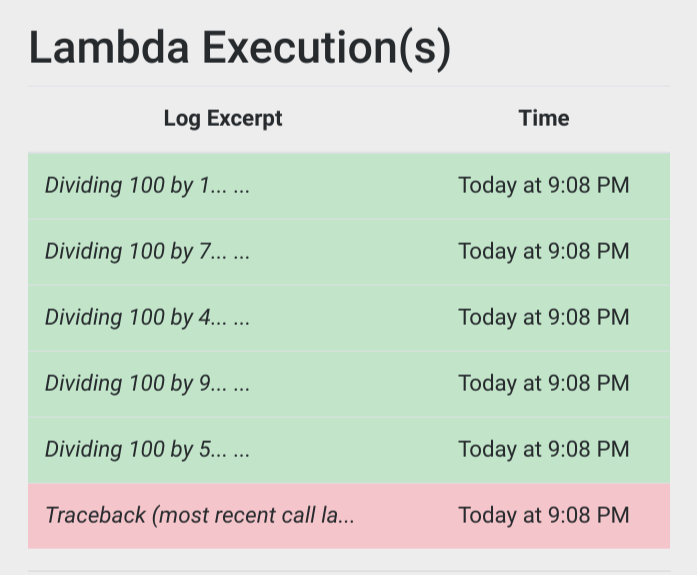 Lambda Execution(s)
Log Excerpt Time
Dividing 100 by 1... ... Today at 9:08 PM
Dividing 100 by 7... ... Today at 9:08 PM
Dividing 100 by 4... ... Today at 9:08 PM
Dividing 100 by 9... ... Today at 9:08 PM
Dividing 100 by 5... ... Today at 9:08 PM
Traceback (most recent call la... Today at 9:08 PM